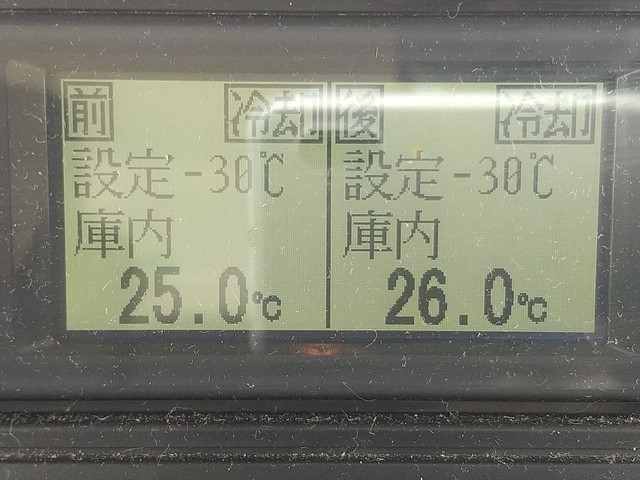 前 冷却 後 冷却
設定-30℃ 設定-30℃
庫内 庫内
25.0℃ 26.0℃